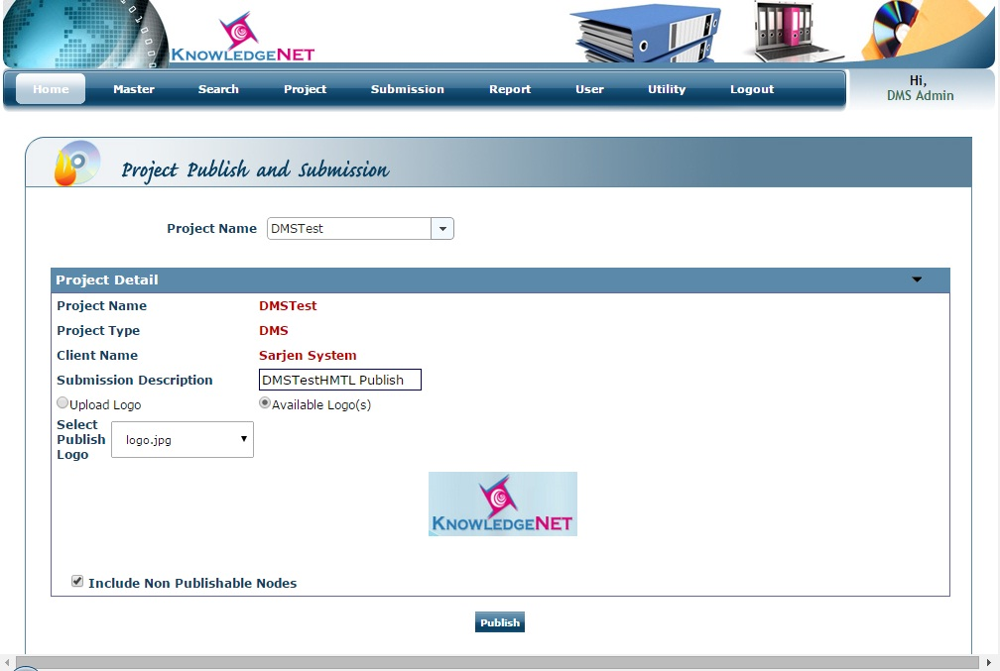 KNOWLEDGENET
Home Master Search Project Submission Report User Utility Logout
Hi,
DMS Admin
Project Publish and Submission
Project Name DMSTest
Project Detail
Project Name DMSTest
Project Type DMS
Client Name Sarjen System
Submission Description DMSTestHMTL Publish
Upload Logo Available Logo(s)
Select Publish Logo logo.jpg
KNOWLEDGENET
Include Non Publishable Nodes
Publish